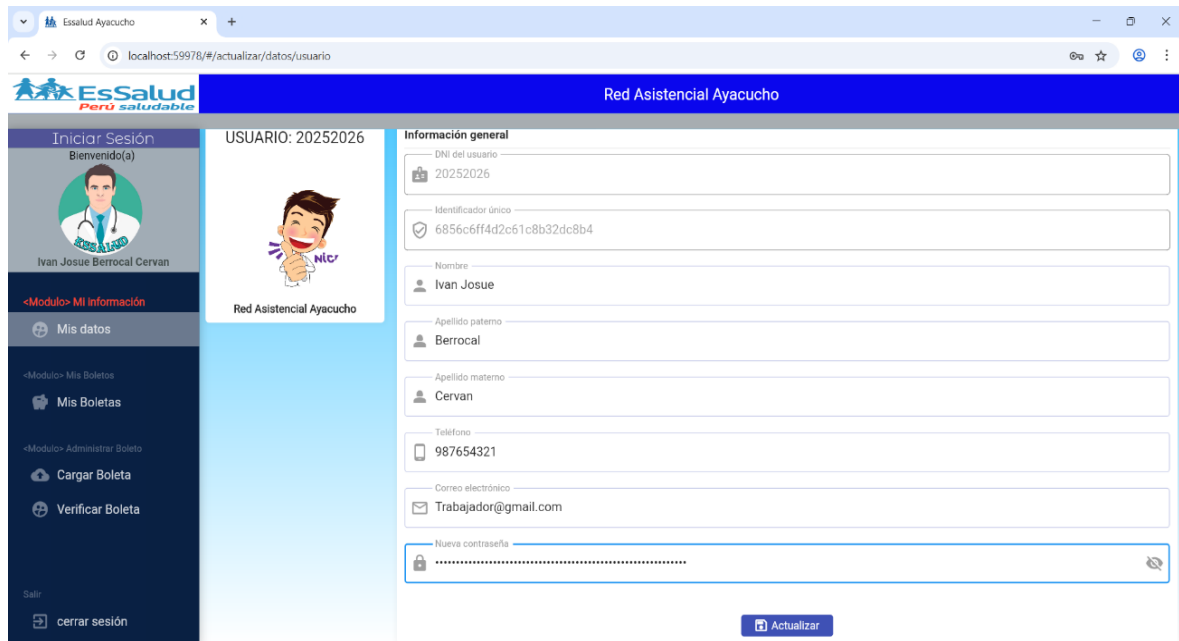 Essalud Ayacucho
localhost:59978/#/actualizar/datos/usuario
EsSalud
Perú saludable
Red Asistencial Ayacucho
Iniciar Sesión
Bienvenido(a)
ESSALUD
Ivan Josue Berrocal Cervan
<Modulo> MI información
Mis datos
<Modulo> Mis Boletos
Mis Boletas
<Modulo> Administrar Boleto
Cargar Boleta
Verificar Boleta
Salir
cerrar sesión
USUARIO: 20252026
NIC
Red Asistencial Ayacucho
Información general
DNI del usuario
20252026
Identificador único
6856c6ff4d2c61c8b32dc8b4
Nombre
Ivan Josue
Apellido paterno
Berrocal
Apellido materno
Cervan
Teléfono
987654321
Correo electrónico
Trabajador@gmail.com
Nueva contraseña
Actualizar